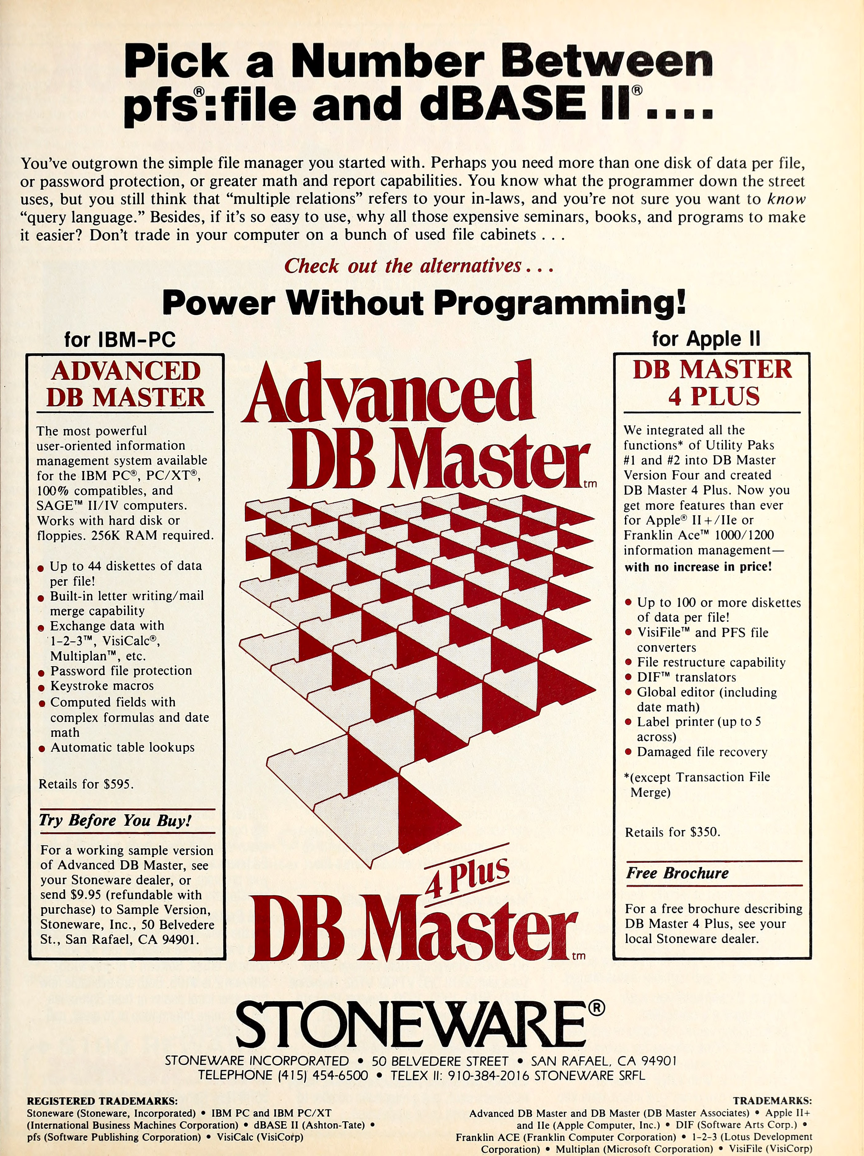 Pick a Number Between
pfs®:file and dBASE II®....
You've outgrown the simple file manager you started with. Perhaps you need more than one disk of data per file,
or password protection, or greater math and report capabilities. You know what the programmer down the street
uses, but you still think that “multiple relations” refers to your in-laws, and you're not sure you want to know
“query language.” Besides, if it's so easy to use, why all those expensive seminars, books, and programs to make
it easier? Don't trade in your computer on a bunch of used file cabinets . . .
Check out the alternatives . . .
Power Without Programming!
for IBM-PC
ADVANCED
DB MASTER
The most powerful
user-oriented information
management system available
for the IBM PC®, PC/XT®,
100% compatibles, and
SAGE™ II/IV computers.
Works with hard disk or
floppies. 256K RAM required.
• Up to 44 diskettes of data
per file!
• Built-in letter writing/mail
merge capability
• Exchange data with
1-2-3™, VisiCalc®,
Multiplan™, etc.
• Password file protection
• Keystroke macros
• Computed fields with
complex formulas and date
math
• Automatic table lookups
Retails for $595.
Try Before You Buy!
For a working sample version
of Advanced DB Master, see
your Stoneware dealer, or
send $9.95 (refundable with
purchase) to Sample Version,
Stoneware, Inc., 50 Belvedere
St., San Rafael, CA 94901.
Advanced
DB Master tm
4 Plus
DB Master tm
for Apple II
DB MASTER
4 PLUS
We integrated all the
functions* of Utility Paks
#1 and #2 into DB Master
Version Four and created
DB Master 4 Plus. Now you
get more features than ever
for Apple® II+/IIe or
Franklin Ace™ 1000/1200
information management—
with no increase in price!
• Up to 100 or more diskettes
of data per file!
• VisiFile™ and PFS file
converters
• File restructure capability
• DIF™ translators
• Global editor (including
date math)
• Label printer (up to 5
across)
• Damaged file recovery
*(except Transaction File
Merge)
Retails for $350.
Free Brochure
For a free brochure describing
DB Master 4 Plus, see your
local Stoneware dealer.
STONEWARE®
STONEWARE INCORPORATED • 50 BELVEDERE STREET • SAN RAFAEL, CA 94901
TELEPHONE (415) 454-6500 • TELEX II: 910-384-2016 STONEWARE SRFL
REGISTERED TRADEMARKS:
Stoneware (Stoneware, Incorporated) • IBM PC and IBM PC/XT
(International Business Machines Corporation) • dBASE II (Ashton-Tate) •
pfs (Software Publishing Corporation) • VisiCalc (VisiCorp)
TRADEMARKS:
Advanced DB Master and DB Master (DB Master Associates) • Apple II+
and IIe (Apple Computer, Inc.) • DIF (Software Arts Corp.) •
Franklin ACE (Franklin Computer Corporation) • 1-2-3 (Lotus Development
Corporation) • Multiplan (Microsoft Corporation) • VisiFile (VisiCorp)